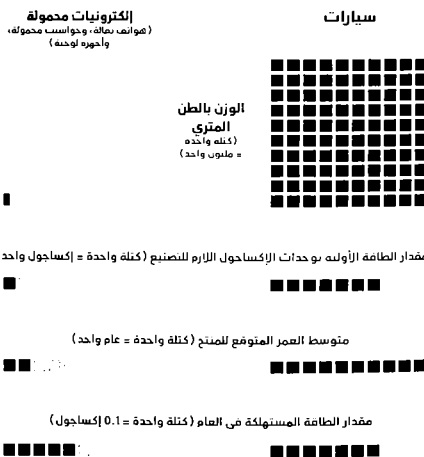 سيارات
إلكترونيات محمولة
(هواتف نقالة، وحواسب محمولة،
وأجهزة لوحية)
الوزن بالطن
المتري
(كتلة واحدة
= مليون واحد)
مقدار الطاقة الأولية بوحدات الإكساجول اللازم للتصنيع (كتلة واحدة = إكساجول واحد
متوسط العمر المتوقع للمنتج (كتلة واحدة = عام واحد)
مقدار الطاقة المستهلكة في العام (كتلة واحدة = 0.1 إكساجول)